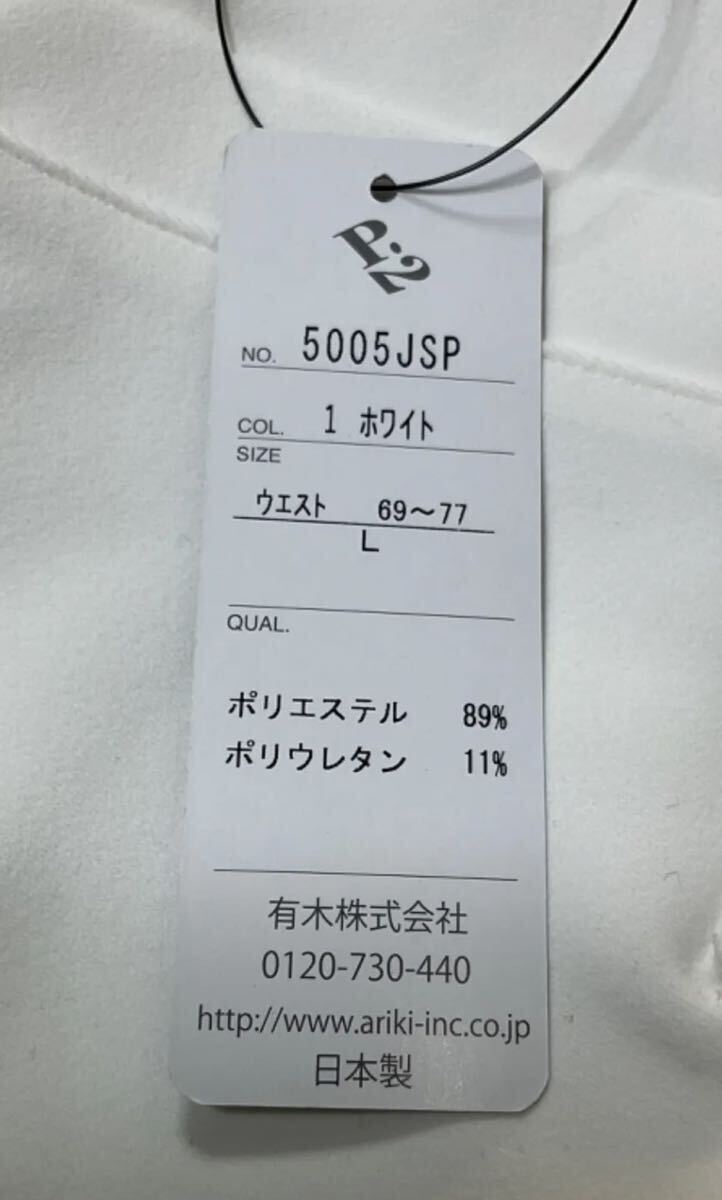 P.2
NO. 5005JSP
COL. 1 ホワイト
SIZE
ウエスト 69～77
L
QUAL.
ポリエステル 89%
ポリウレタン 11%
有木株式会社
0120-730-440
http://www.ariki-inc.co.jp
日本製